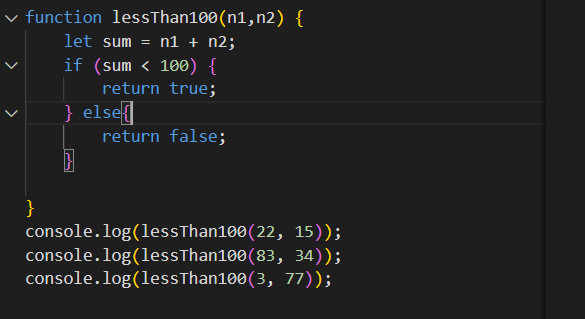 function lessThan100(n1,n2) {
    let sum = n1 + n2;
    if (sum < 100) {
        return true;
    } else{
        return false;
    }
}
console.log(lessThan100(22, 15));
console.log(lessThan100(83, 34));
console.log(lessThan100(3, 77));